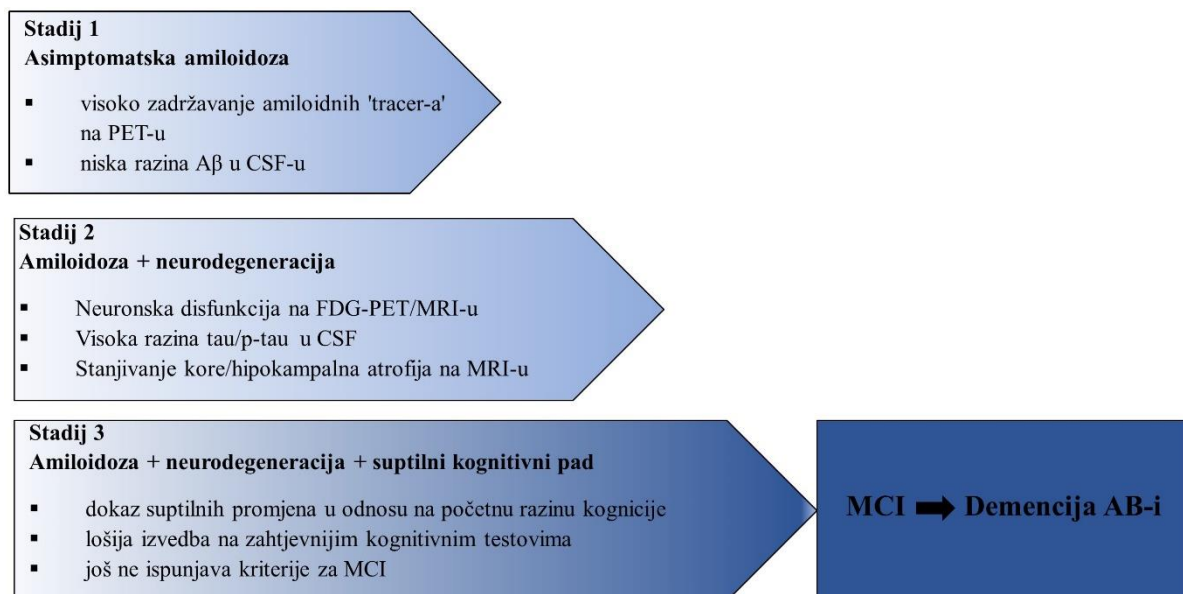 Stadij 1
Asimptomatska amiloidoza
▪ visoko zadržavanje amiloidnih 'tracer-a'
na PET-u
▪ niska razina Aβ u CSF-u
Stadij 2
Amiloidoza + neurodegeneracija
▪ Neuronska disfunkcija na FDG-PET/MRI-u
▪ Visoka razina tau/p-tau u CSF
▪ Stanjivanje kore/hipokampalna atrofija na MRI-u
Stadij 3
Amiloidoza + neurodegeneracija + suptilni kognitivni pad
▪ dokaz suptilnih promjena u odnosu na početnu razinu kognicije
▪ lošija izvedba na zahtjevnijim kognitivnim testovima
▪ još ne ispunjava kriterije za MCI
MCI ➡ Demencija AB-i